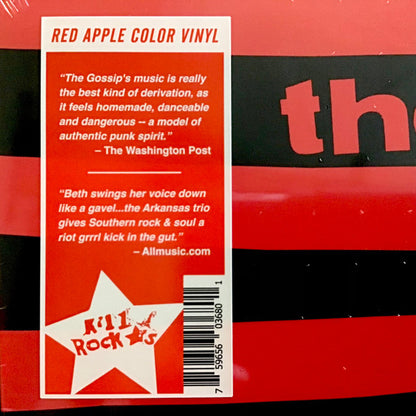 RED APPLE COLOR VINYL
"The Gossip's music is really
the best kind of derivation, as
it feels homemade, danceable
and dangerous -- a model of
authentic punk spirit."
– The Washington Post
"Beth swings her voice down
like a gavel...the Arkansas trio
gives Southern rock & soul a
riot grrrl kick in the gut."
– Allmusic.com
the
Kill
ROCK
7 59656 03680 1